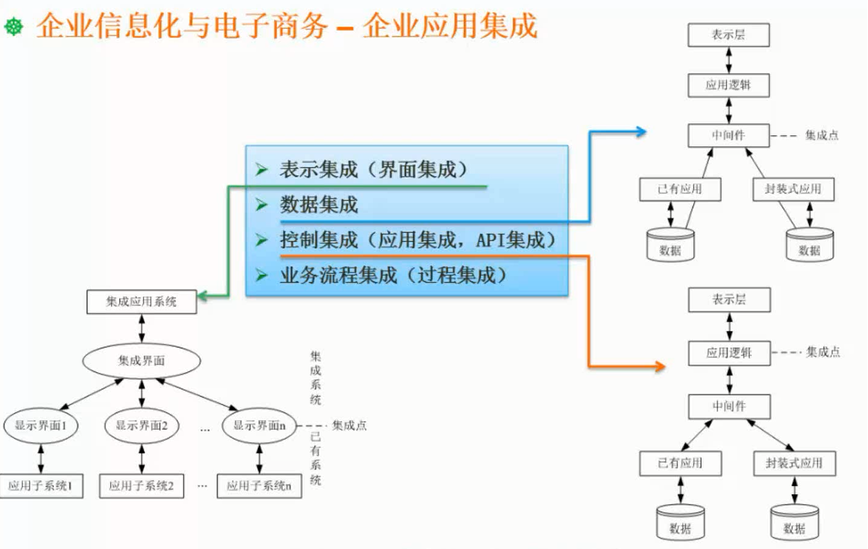 企业信息化与电子商务 – 企业应用集成
表示集成（界面集成）
数据集成
控制集成（应用集成，API集成）
业务流程集成（过程集成）
表示层
应用逻辑
中间件
集成点
已有应用
封装式应用
数据
数据
集成应用系统
集成界面
集成系统
显示界面1
显示界面2
...
显示界面n
集成点
已有系统
应用子系统1
应用子系统2
...
应用子系统n
表示层
应用逻辑
集成点
中间件
已有应用
封装式应用
数据
数据